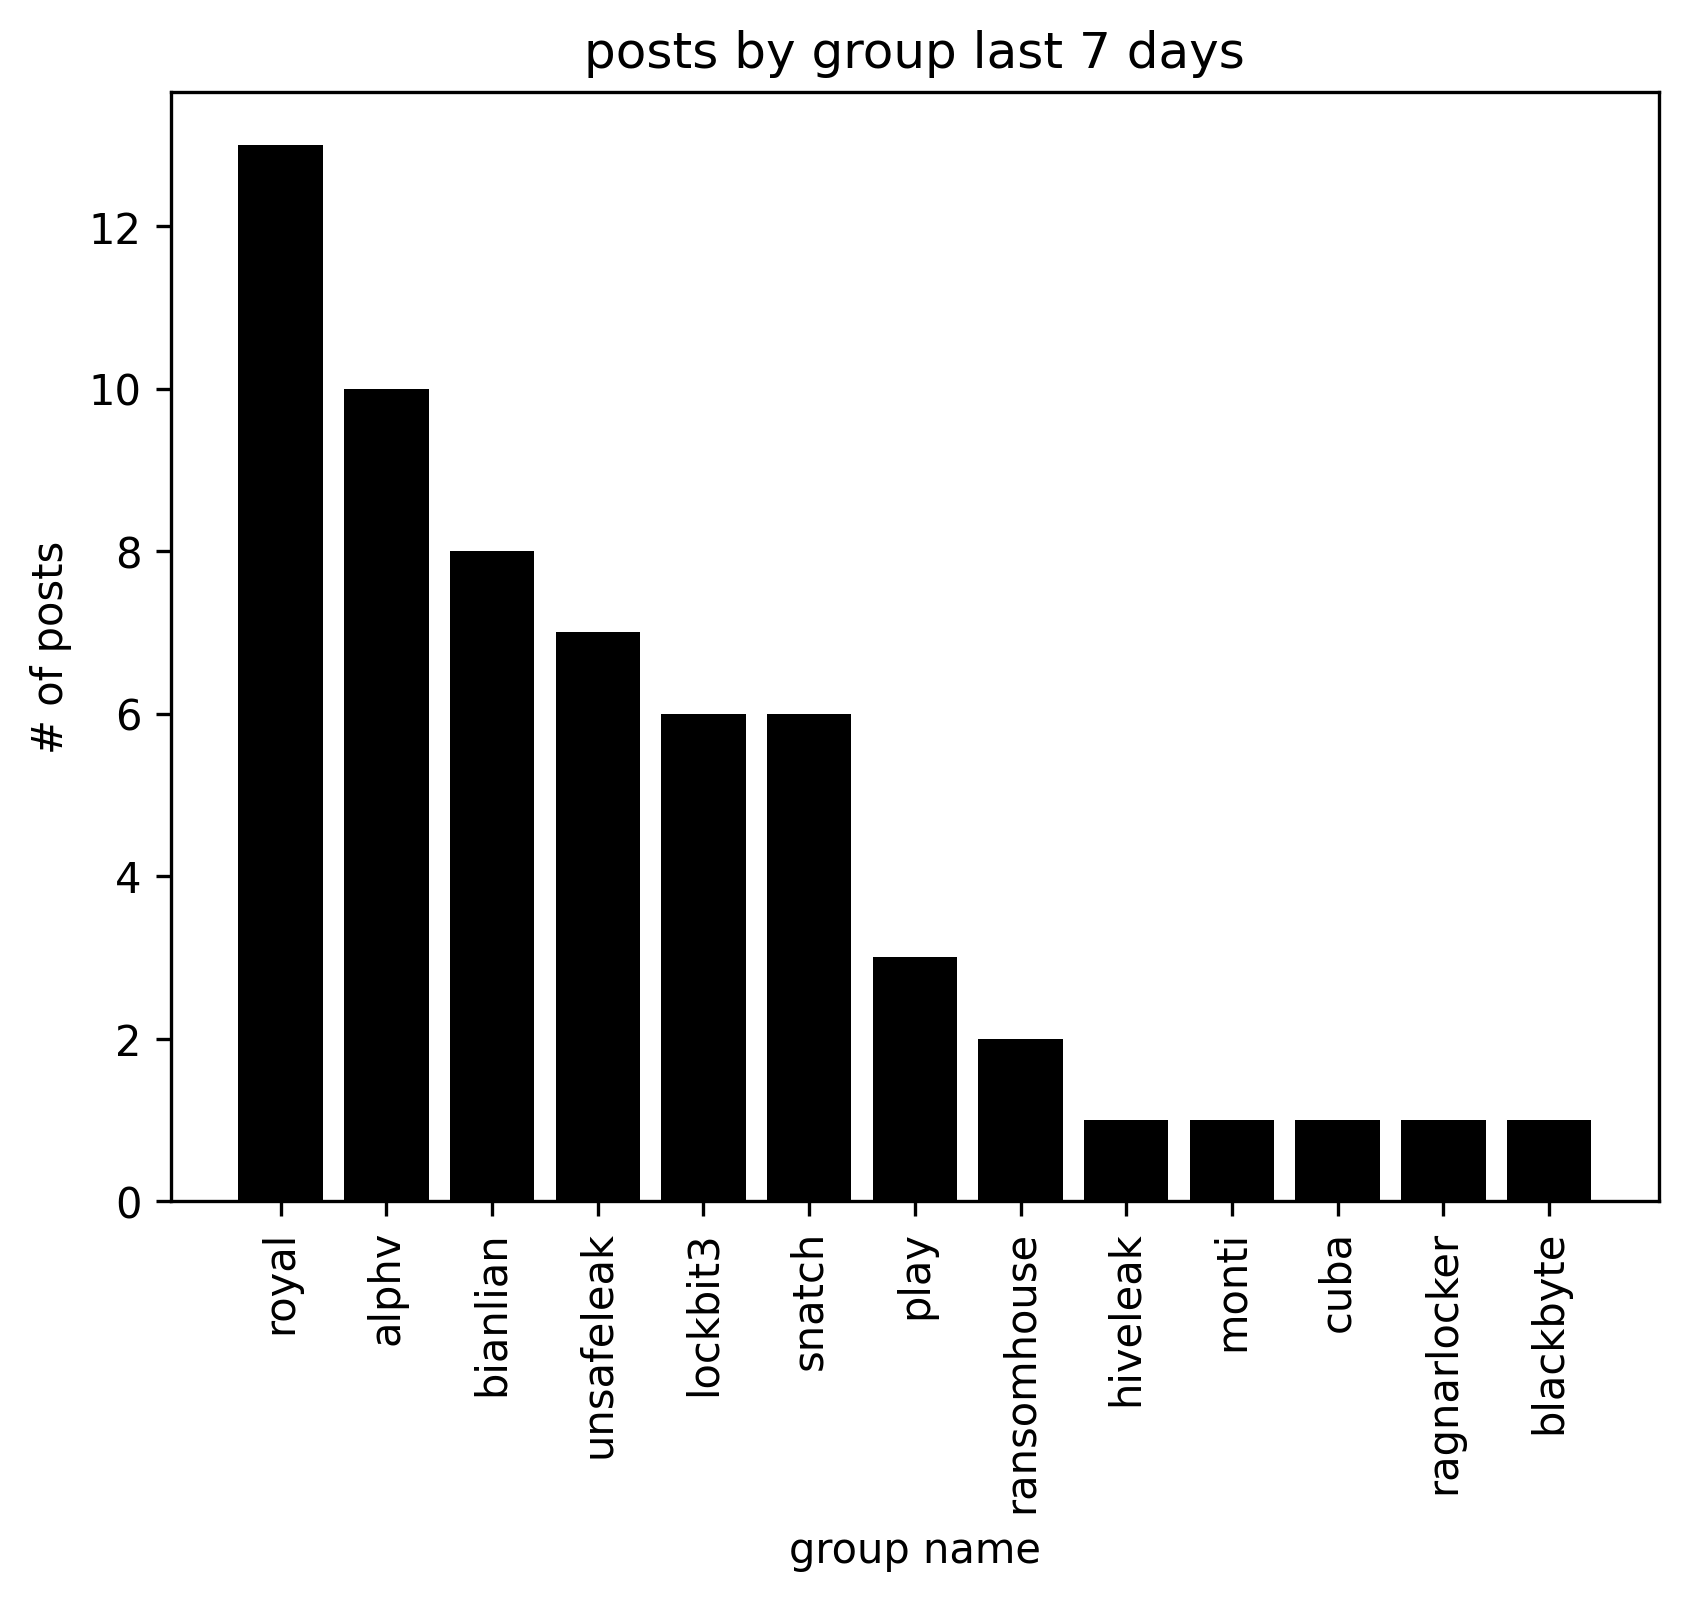 posts by group last 7 days
# of posts
12
10
8
6
4
2
0
royal
alphv
bianlian
unsafeleak
lockbit3
snatch
play
ransomhouse
hiveleak
monti
cuba
ragnarlocker
blackbyte
group name